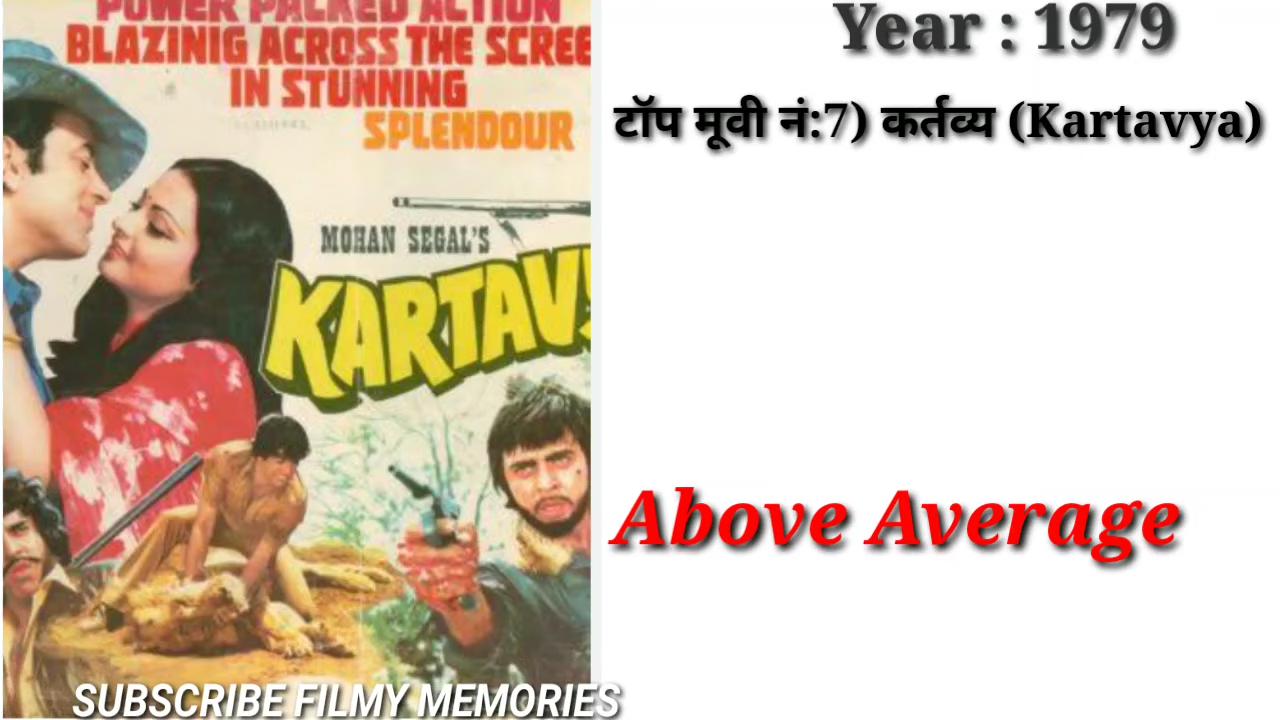 POWER PACKED ACTION
BLAZINIG ACROSS THE SCREE
IN STUNNING
SPLENDOUR
MOHAN SEGAL'S
KARTAV
Year : 1979
टॉप मूवी नं:7) कर्तव्य (Kartavya)
Above Average
SUBSCRIBE FILMY MEMORIES